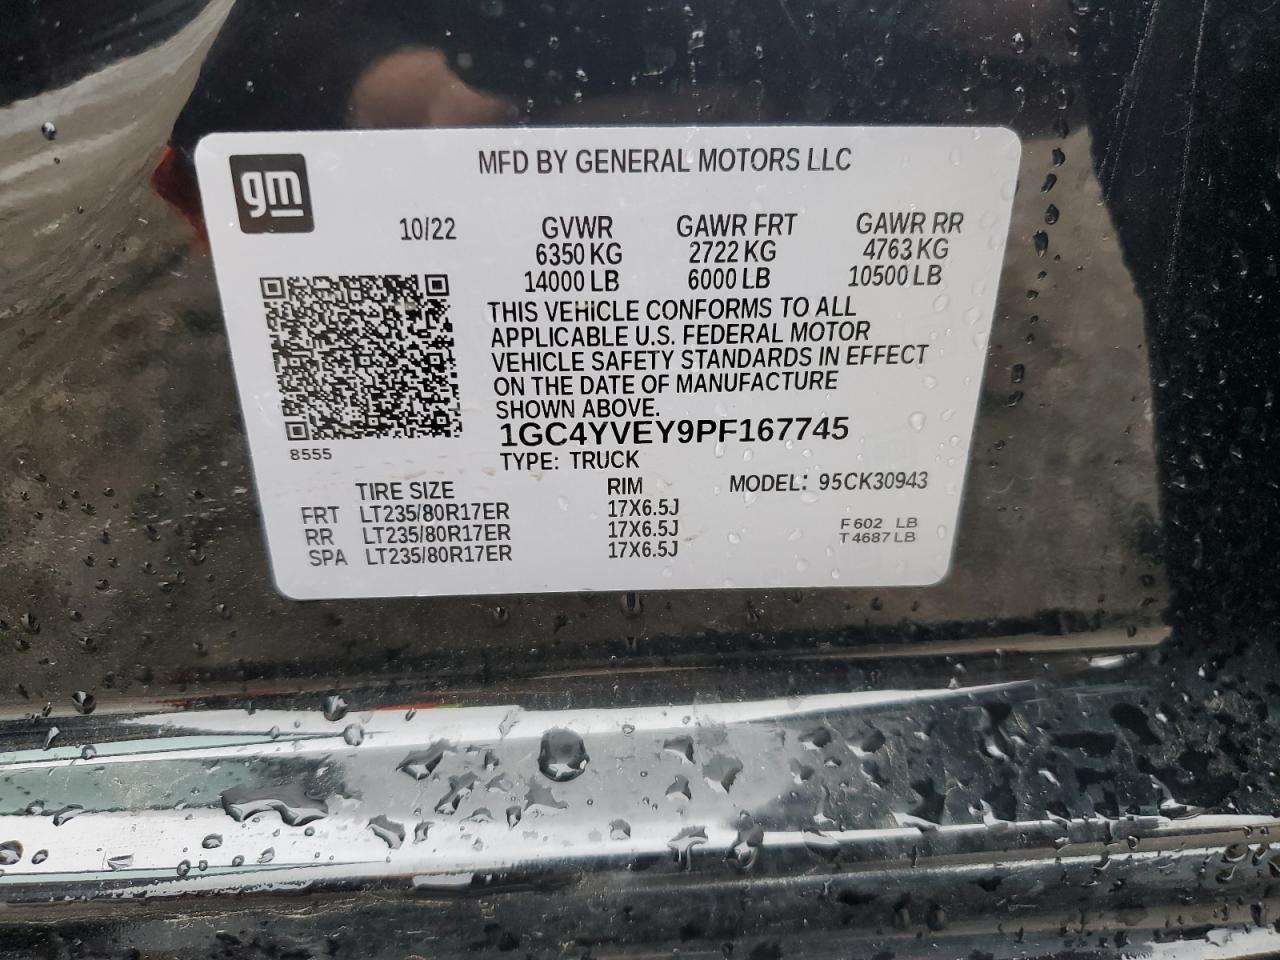 gm
MFD BY GENERAL MOTORS LLC
10/22 GVWR GAWR FRT GAWR RR
6350 KG 2722 KG 4763 KG
14000 LB 6000 LB 10500 LB
THIS VEHICLE CONFORMS TO ALL
APPLICABLE U.S. FEDERAL MOTOR
VEHICLE SAFETY STANDARDS IN EFFECT
ON THE DATE OF MANUFACTURE
SHOWN ABOVE.
1GC4YVEY9PF167745
8555
TYPE: TRUCK
TIRE SIZE RIM MODEL: 95CK30943
FRT LT235/80R17ER 17X6.5J
RR LT235/80R17ER 17X6.5J
SPA LT235/80R17ER 17X6.5J
F 602 LB
T 4687 LB